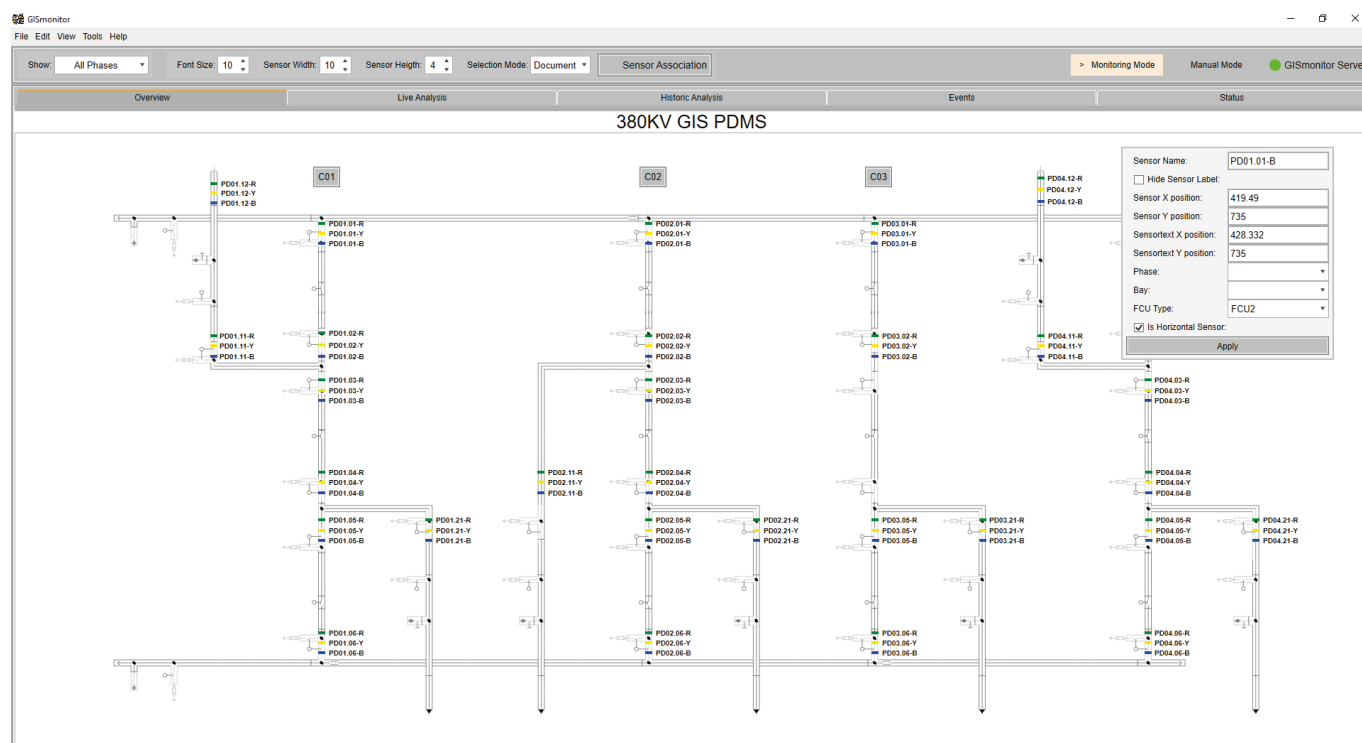 GISmonitor
File Edit View Tools Help
Show: All Phases Font Size: 10 Sensor Width: 10 Sensor Heigth: 4 Selection Mode: Document Sensor Association > Monitoring Mode Manual Mode GISmonitor Serve
Overview Live Analysis Historic Analysis Events Status
380KV GIS PDMS
C01 C02 C03
PD01.12-R
PD01.12-Y
PD01.12-B
PD04.12-R
PD04.12-Y
PD04.12-B
PD01.01-R PD02.01-R PD03.01-R
PD01.01-Y PD02.01-Y PD03.01-Y
PD01.01-B PD02.01-B PD03.01-B
PD01.11-R PD01.02-R PD02.02-R PD03.02-R PD04.11-R
PD01.11-Y PD01.02-Y PD02.02-Y PD03.02-Y PD04.11-Y
PD01.11-B PD01.02-B PD02.02-B PD03.02-B PD04.11-B
PD01.03-R PD02.03-R PD04.03-R
PD01.03-Y PD02.03-Y PD04.03-Y
PD01.03-B PD02.03-B PD04.03-B
PD01.04-R PD02.11-R PD02.04-R PD04.04-R
PD01.04-Y PD02.11-Y PD02.04-Y PD04.04-Y
PD01.04-B PD02.11-B PD02.04-B PD04.04-B
PD01.05-R PD01.21-R PD02.05-R PD02.21-R PD03.05-R PD03.21-R PD04.05-R PD04.21-R
PD01.05-Y PD01.21-Y PD02.05-Y PD02.21-Y PD03.05-Y PD03.21-Y PD04.05-Y PD04.21-Y
PD01.05-B PD01.21-B PD02.05-B PD02.21-B PD03.05-B PD03.21-B PD04.05-B PD04.21-B
PD01.06-R PD02.06-R PD03.06-R PD04.06-R
PD01.06-Y PD02.06-Y PD03.06-Y PD04.06-Y
PD01.06-B PD02.06-B PD03.06-B PD04.06-B
Sensor Name: PD01.01-B
Hide Sensor Label:
Sensor X position: 419.49
Sensor Y position: 735
Sensortext X position: 428.332
Sensortext Y position: 735
Phase:
Bay:
FCU Type: FCU2
Is Horizontal Sensor:
Apply